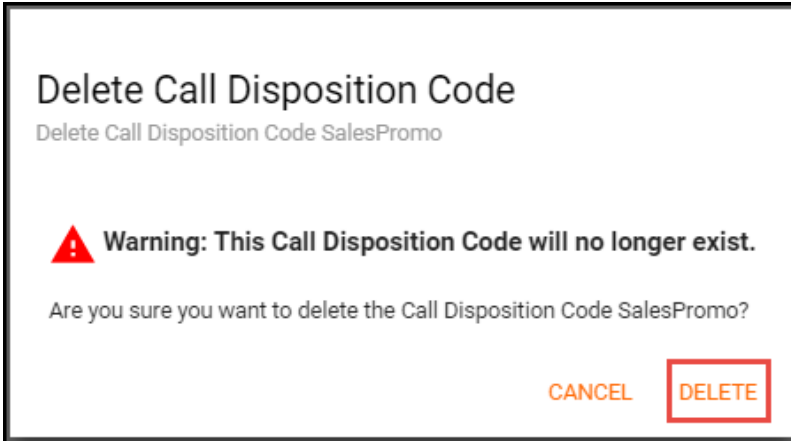 Delete Call Disposition Code
Delete Call Disposition Code SalesPromo
Warning: This Call Disposition Code will no longer exist.
Are you sure you want to delete the Call Disposition Code SalesPromo?
CANCEL DELETE